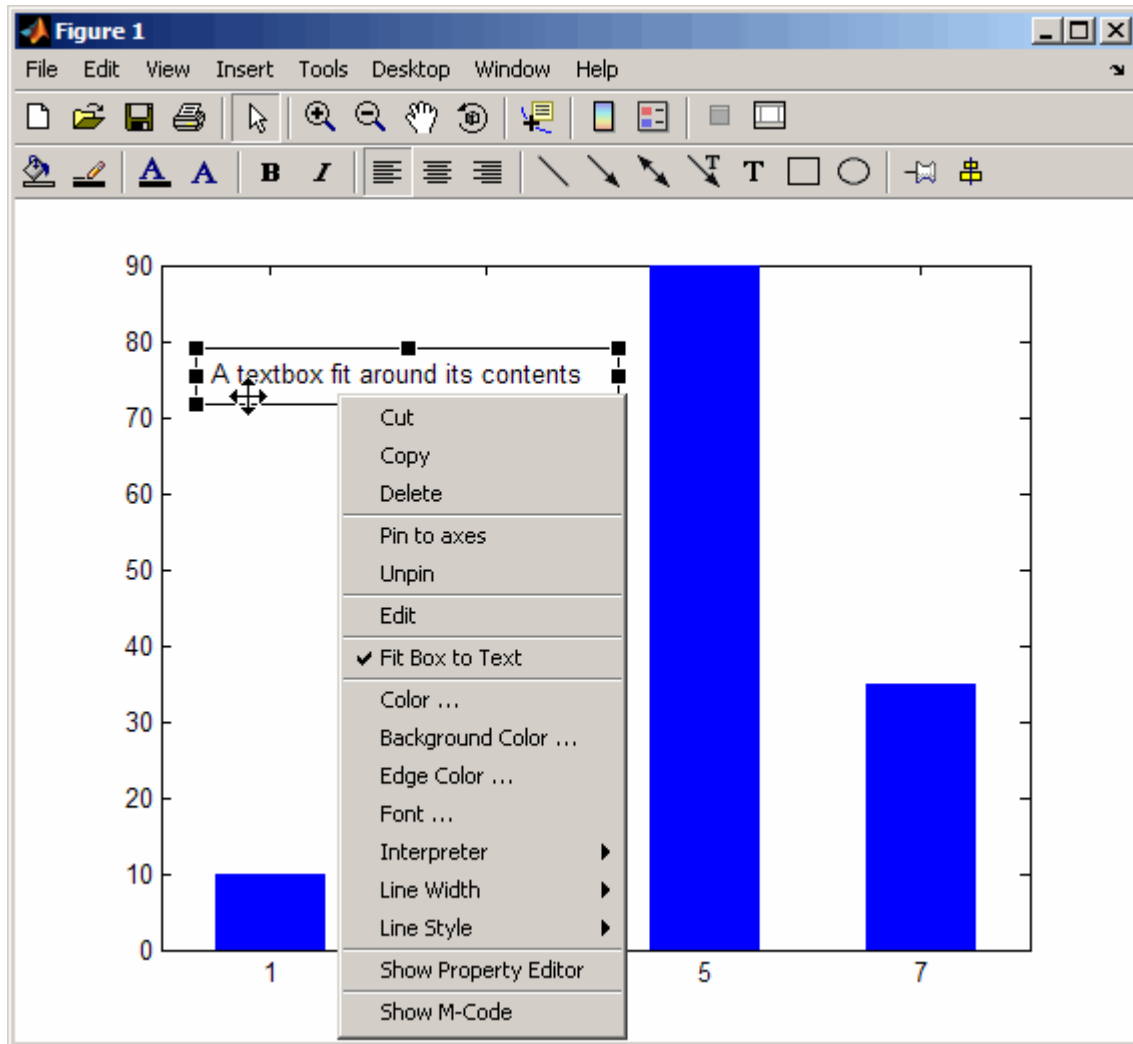 Figure 1
File Edit View Insert Tools Desktop Window Help
A A B I T T
90
80
A textbox fit around its contents
70
60
50
40
30
20
10
0
1 5 7
Cut
Copy
Delete
Pin to axes
Unpin
Edit
Fit Box to Text
Color ...
Background Color ...
Edge Color ...
Font ...
Interpreter
Line Width
Line Style
Show Property Editor
Show M-Code